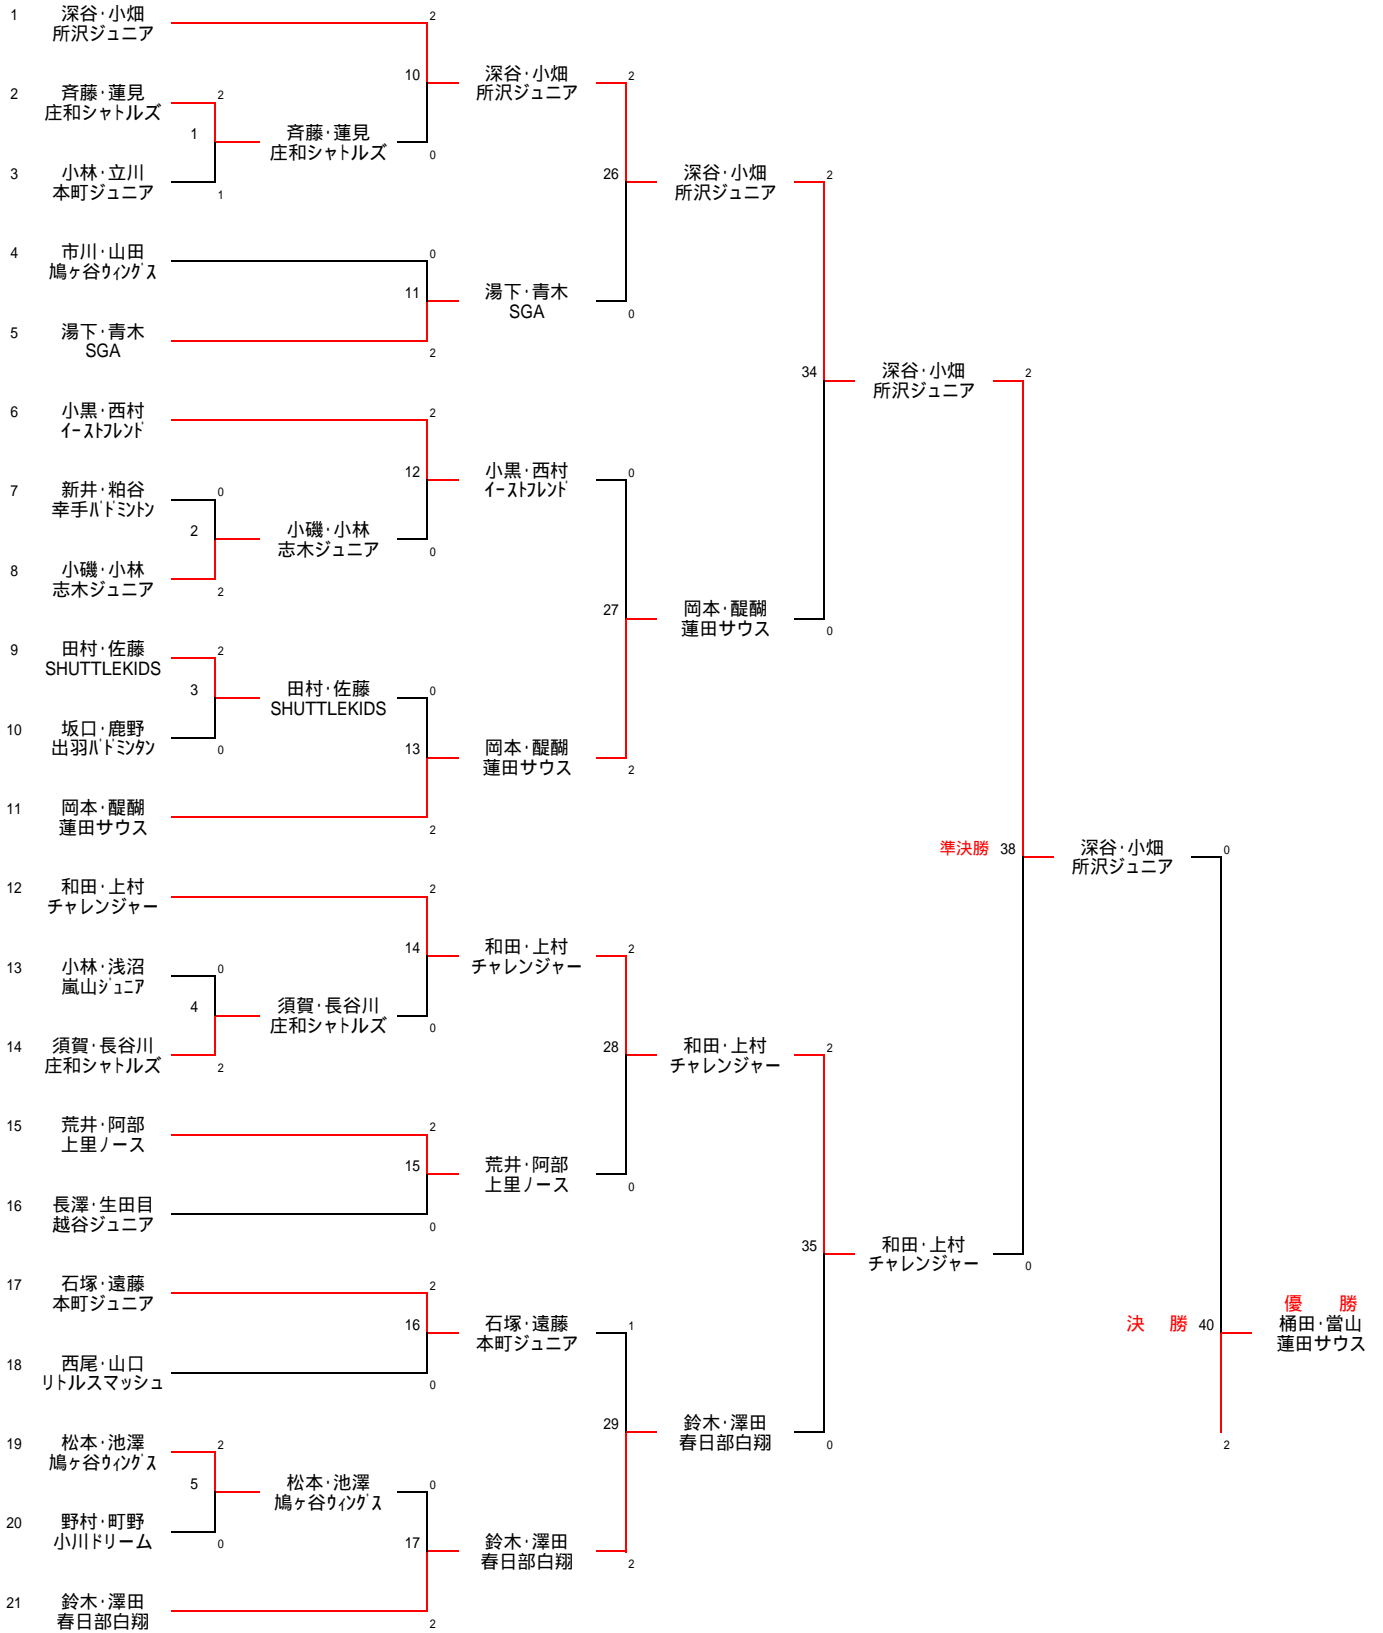 1
深谷・小畑
所沢ジュニア
2
斉藤・蓮見
庄和シャトルズ
3
小林・立川
本町ジュニア
4
市川・山田
鳩ヶ谷ウィングス
5
湯下・青木
SGA
6
小黒・西村
イーストフレンド
7
新井・粕谷
幸手バドミントン
8
小磯・小林
志木ジュニア
9
田村・佐藤
SHUTTLEKIDS
10
坂口・鹿野
出羽バドミンタン
11
岡本・醍醐
蓮田サウス
12
和田・上村
チャレンジャー
13
小林・浅沼
嵐山ジュニア
14
須賀・長谷川
庄和シャトルズ
15
荒井・阿部
上里ノース
16
長澤・生田目
越谷ジュニア
17
石塚・遠藤
本町ジュニア
18
西尾・山口
リトルスマッシュ
19
松本・池澤
鳩ヶ谷ウィングス
20
野村・町野
小川ドリーム
21
鈴木・澤田
春日部白翔
2
1
1
0
2
2
2
3
0
0
4
2
2
5
0
斉藤・蓮見
庄和シャトルズ
小磯・小林
志木ジュニア
田村・佐藤
SHUTTLEKIDS
須賀・長谷川
庄和シャトルズ
松本・池澤
鳩ヶ谷ウィングス
2
10
0
0
11
2
2
12
0
0
13
2
2
14
0
2
15
0
2
16
0
0
17
2
深谷・小畑
所沢ジュニア
湯下・青木
SGA
小黒・西村
イーストフレンド
岡本・醍醐
蓮田サウス
和田・上村
チャレンジャー
荒井・阿部
上里ノース
石塚・遠藤
本町ジュニア
鈴木・澤田
春日部白翔
2
26
0
0
27
2
2
28
0
1
29
2
深谷・小畑
所沢ジュニア
岡本・醍醐
蓮田サウス
和田・上村
チャレンジャー
鈴木・澤田
春日部白翔
2
34
0
2
35
0
深谷・小畑
所沢ジュニア
和田・上村
チャレンジャー
2
準決勝 38
0
深谷・小畑
所沢ジュニア
0
決 勝 40
2
優 勝
桶田・當山
蓮田サウス